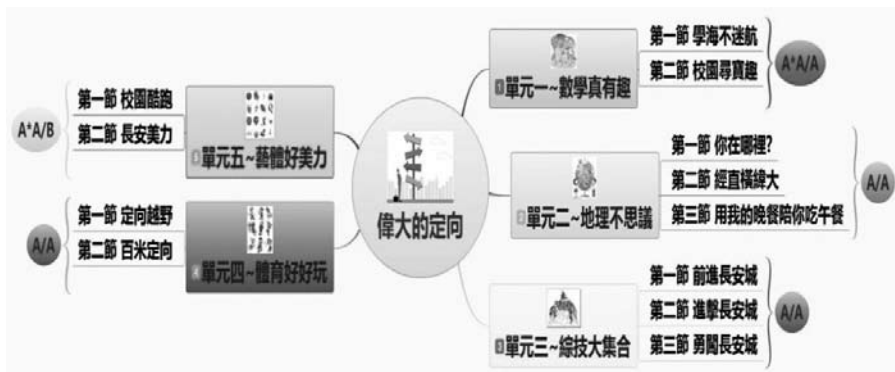 偉大的定向
單元一~數學真有趣
第一節 學海不迷航
第二節 校園尋寶趣
A*A/A
單元二~地理不思議
第一節 你在哪裡?
第二節 經直橫緯大
第三節 用我的晚餐陪你吃午餐
A/A
單元三~綜技大集合
第一節 前進長安城
第二節 進擊長安城
第三節 勇闖長安城
A/A
單元四~體育好好玩
第一節 定向越野
第二節 百米定向
A/A
單元五~藝體好美力
第一節 校園酷跑
第二節 長安美力
A*A/B